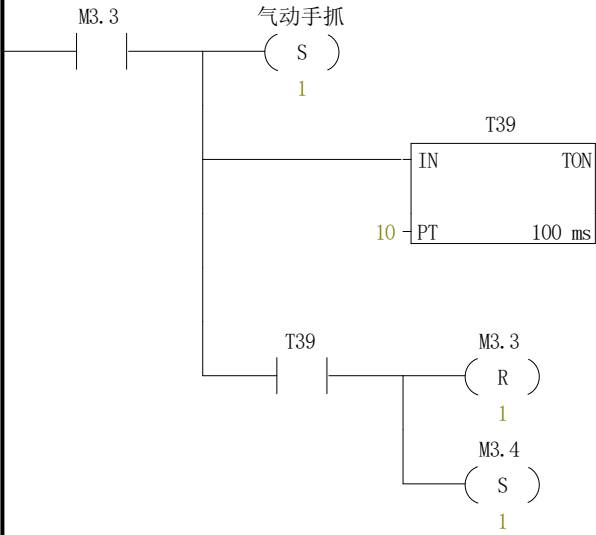 M3.3
气动手抓
S
1
T39
IN TON
10 PT 100 ms
T39
M3.3
R
1
M3.4
S
1